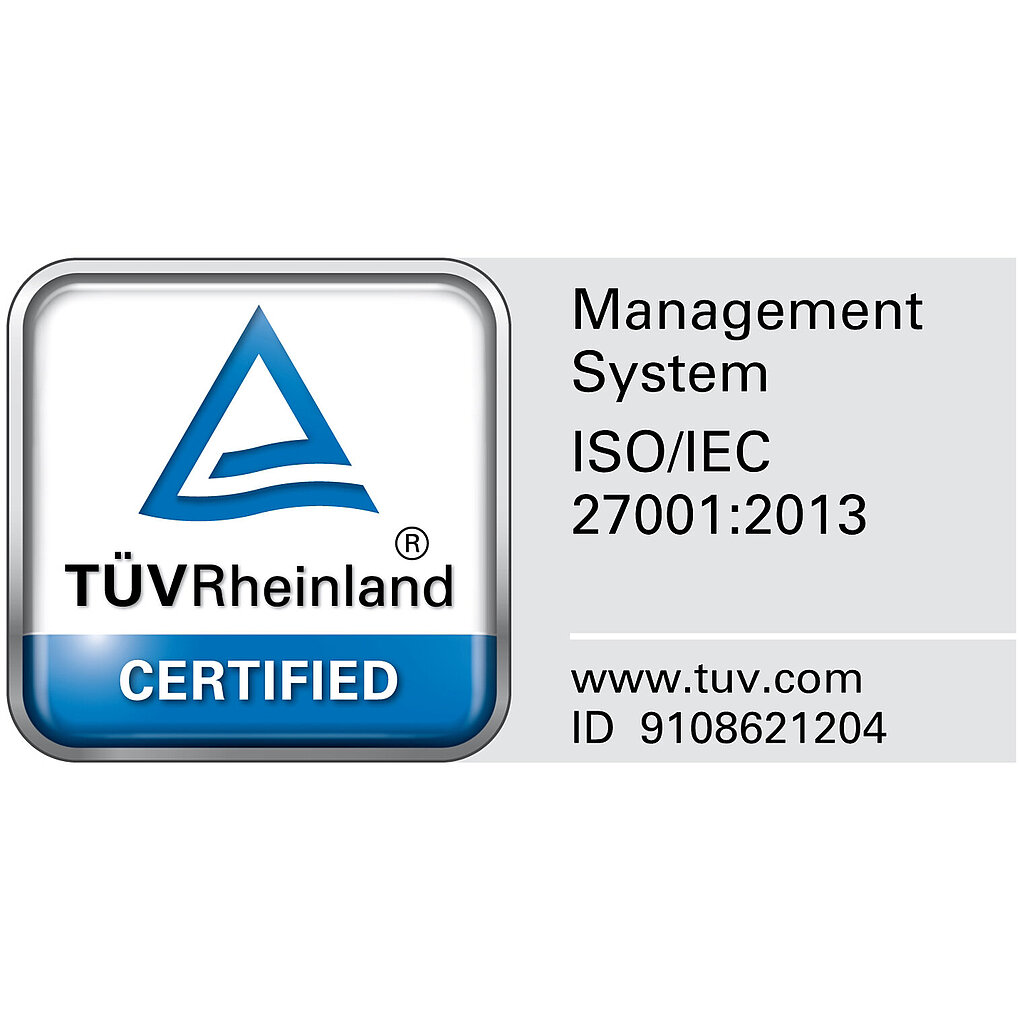 ®
TÜVRheinland
CERTIFIED
Management
System
ISO/IEC
27001:2013
www.tuv.com
ID 9108621204